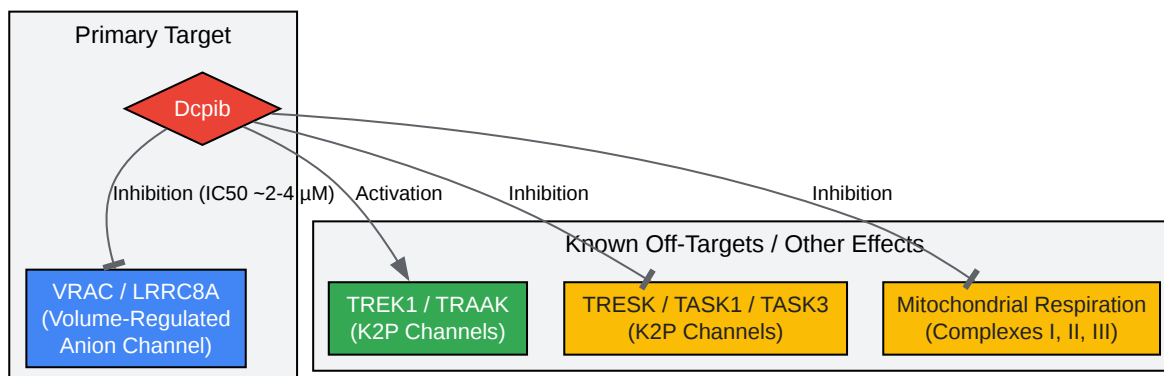 Primary Target
Dcpib
Inhibition (IC50 ~2-4 µM)
Activation
Inhibition
Inhibition
Known Off-Targets / Other Effects
VRAC / LRRC8A
(Volume-Regulated
Anion Channel)
TREK1 / TRAAK
(K2P Channels)
TRESK / TASK1 / TASK3
(K2P Channels)
Mitochondrial Respiration
(Complexes I, II, III)